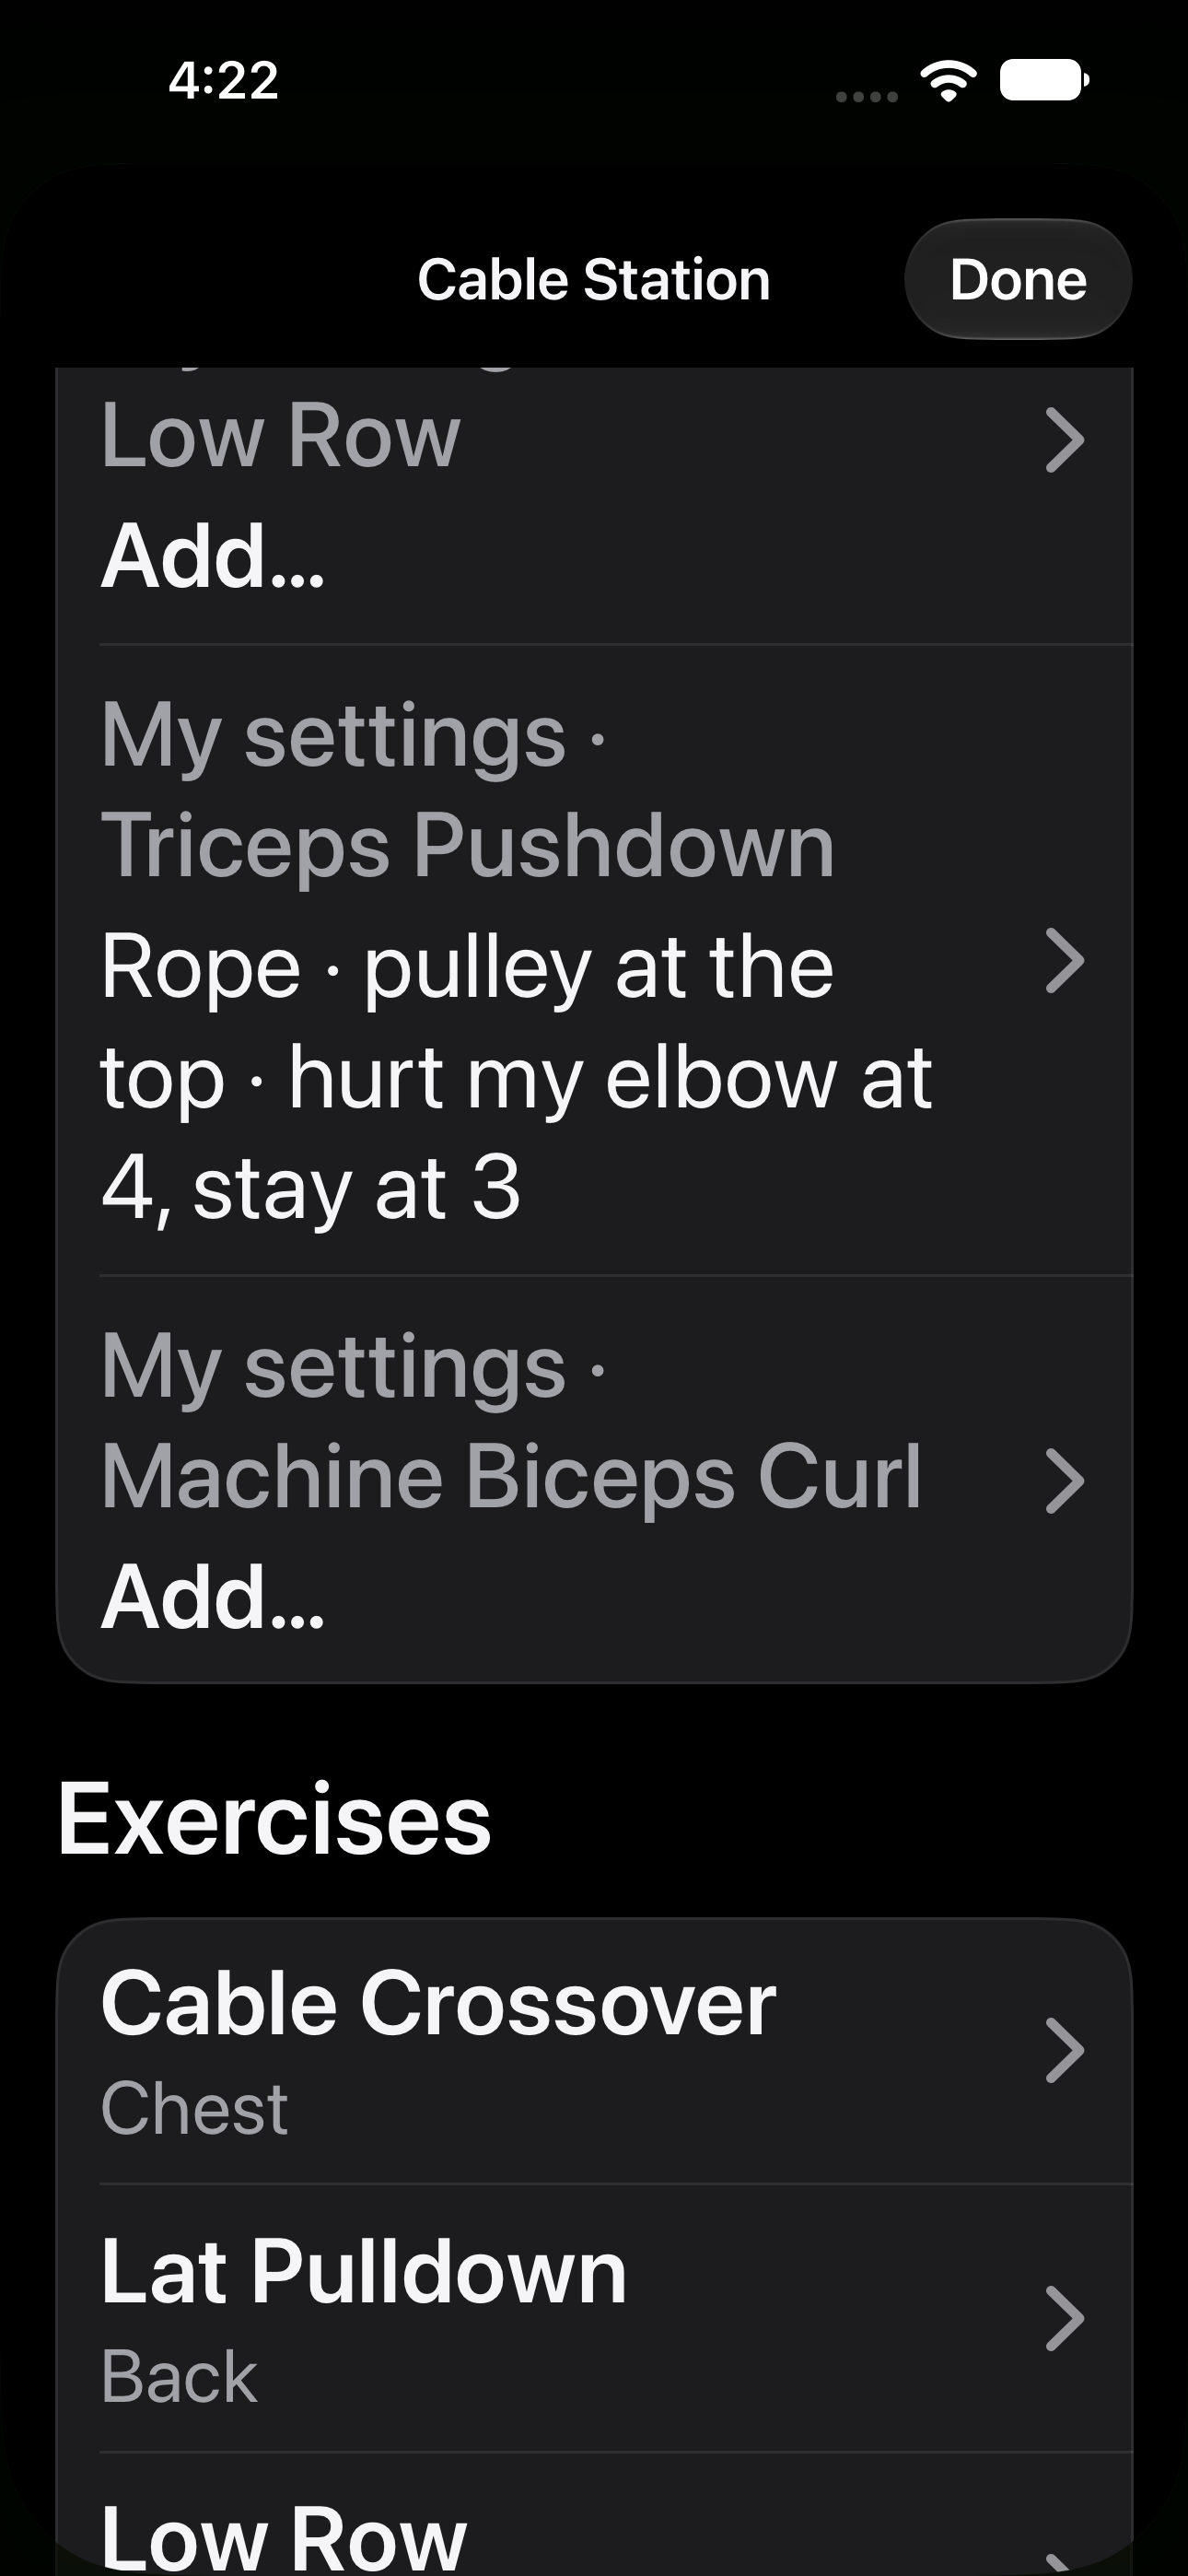 4:22
Cable Station
Done
Low Row
Add...
My settings ·
Triceps Pushdown
Rope · pulley at the
top · hurt my elbow at
4, stay at 3
My settings ·
Machine Biceps Curl
Add...
Exercises
Cable Crossover
Chest
Lat Pulldown
Back
Low Row